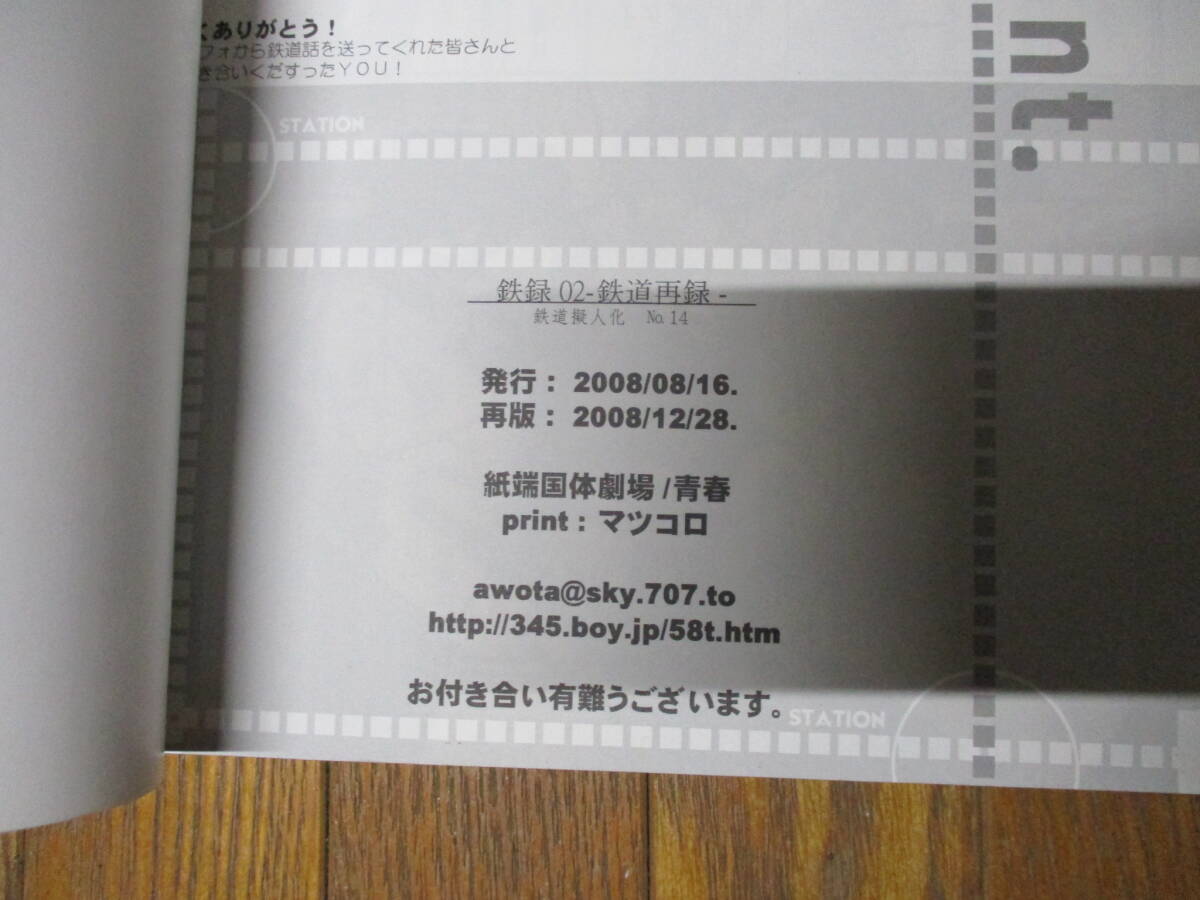 くありがとう！
フォから鉄道話を送ってくれた皆さんと
き合いくだすったYOU！
nt.
STATION
鉄録02-鉄道再録-
鉄道擬人化 No.14
発行： 2008/08/16.
再版： 2008/12/28.
紙端国体劇場/青春
print：マツコロ
awota@sky.707.to
http://345.boy.jp/58t.htm
お付き合い有難うございます。
STATION